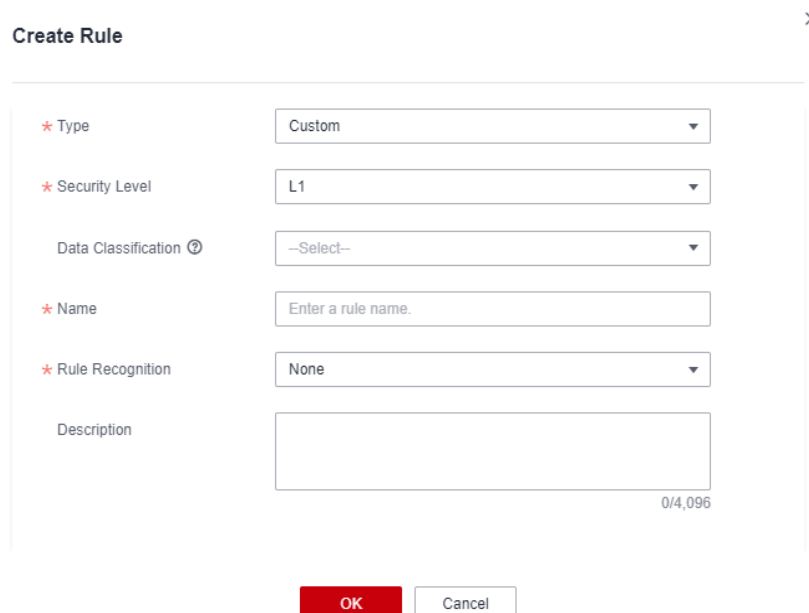 Create Rule
* Type Custom
* Security Level L1
Data Classification ? --Select--
* Name Enter a rule name.
* Rule Recognition None
Description
0/4,096
OK Cancel